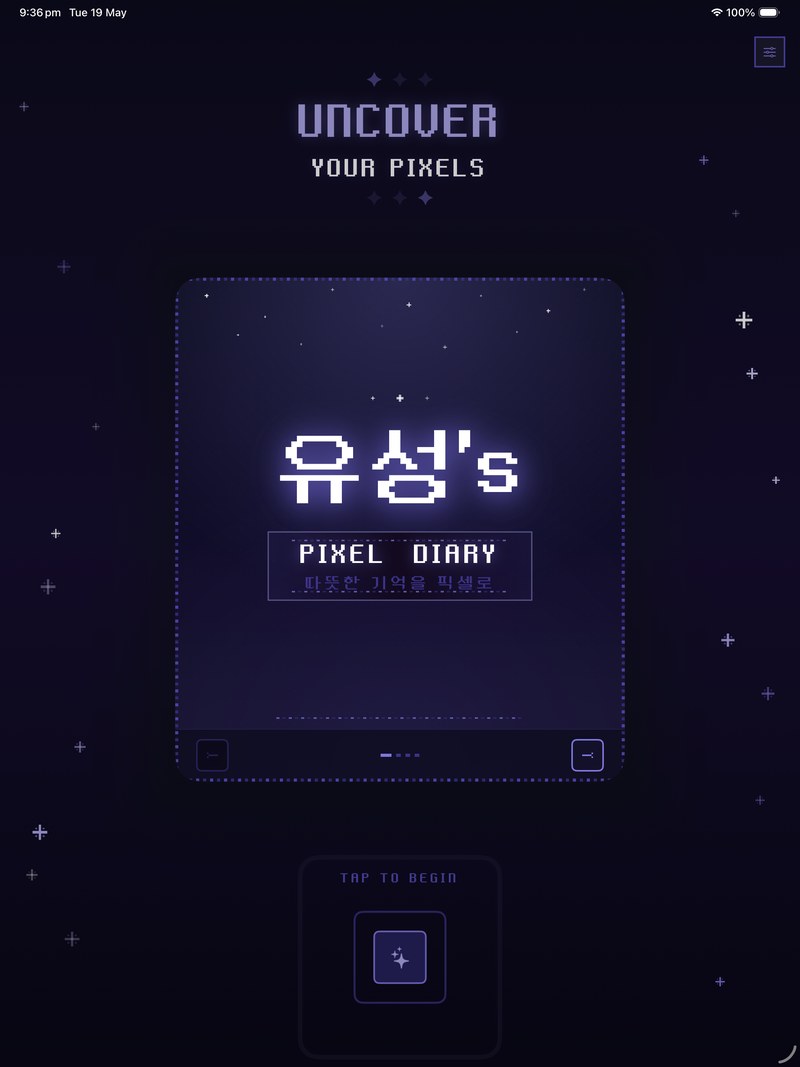 9:36 pm Tue 19 May
100%
UNCOVER
YOUR PIXELS
유성's
PIXEL DIARY
따뜻한 기억을 픽셀로
TAP TO BEGIN